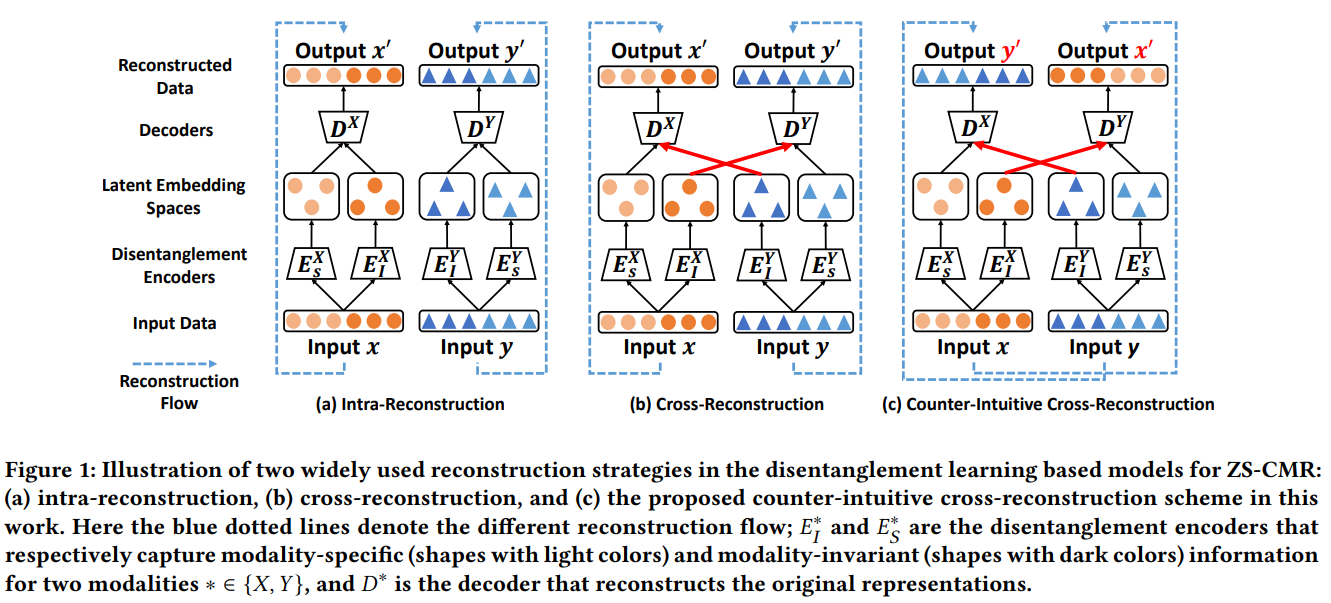 Output x′ Output y′ Output x′ Output y′ Output y′ Output x′
Reconstructed
Data
Decoders
D^X D^Y D^X D^Y D^X D^Y
Latent Embedding
Spaces
Disentanglement
Encoders
E_S^X E_I^X E_I^Y E_S^Y E_S^X E_I^X E_I^Y E_S^Y E_S^X E_I^X E_I^Y E_S^Y
Input Data
Input x Input y Input x Input y Input x Input y
Reconstruction
Flow
(a) Intra-Reconstruction (b) Cross-Reconstruction (c) Counter-Intuitive Cross-Reconstruction
Figure 1: Illustration of two widely used reconstruction strategies in the disentanglement learning based models for ZS-CMR:
(a) intra-reconstruction, (b) cross-reconstruction, and (c) the proposed counter-intuitive cross-reconstruction scheme in this
work. Here the blue dotted lines denote the different reconstruction flow; E_I^* and E_S^* are the disentanglement encoders that
respectively capture modality-specific (shapes with light colors) and modality-invariant (shapes with dark colors) information
for two modalities ∗ ∈ {X, Y}, and D^* is the decoder that reconstructs the original representations.